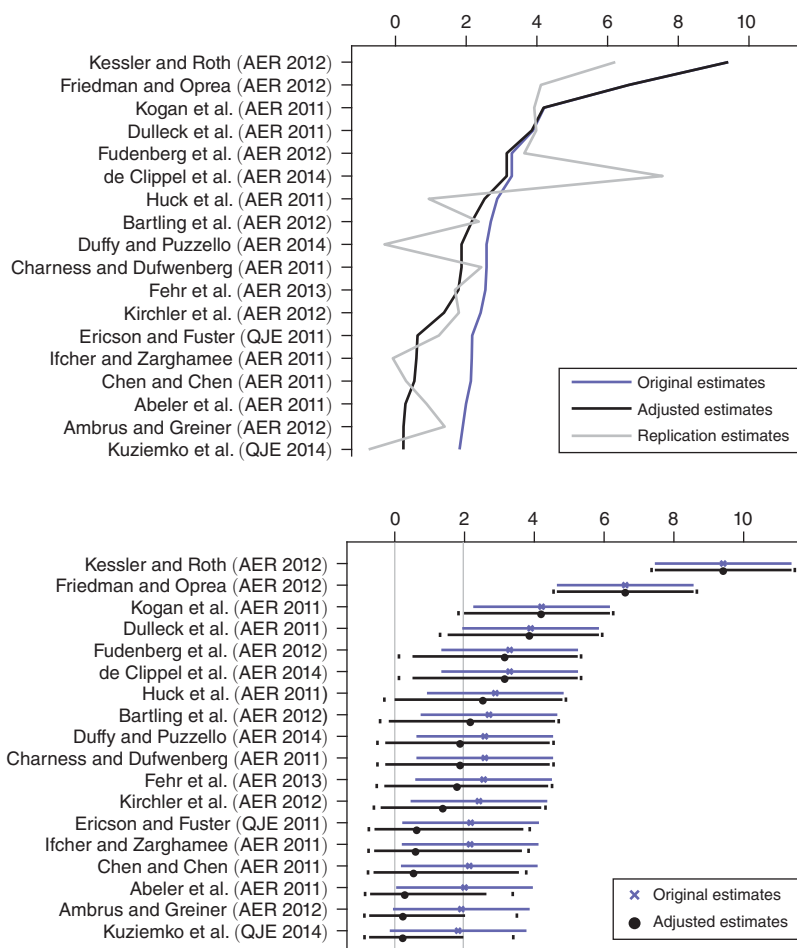 0 2 4 6 8 10
Kessler and Roth (AER 2012)
Friedman and Oprea (AER 2012)
Kogan et al. (AER 2011)
Dulleck et al. (AER 2011)
Fudenberg et al. (AER 2012)
de Clippel et al. (AER 2014)
Huck et al. (AER 2011)
Bartling et al. (AER 2012)
Duffy and Puzzello (AER 2014)
Charness and Dufwenberg (AER 2011)
Fehr et al. (AER 2013)
Kirchler et al. (AER 2012)
Ericson and Fuster (QJE 2011)
Ifcher and Zarghamee (AER 2011)
Chen and Chen (AER 2011)
Abeler et al. (AER 2011)
Ambrus and Greiner (AER 2012)
Kuziemko et al. (QJE 2014)
Original estimates
Adjusted estimates
Replication estimates
0 2 4 6 8 10
Kessler and Roth (AER 2012)
Friedman and Oprea (AER 2012)
Kogan et al. (AER 2011)
Dulleck et al. (AER 2011)
Fudenberg et al. (AER 2012)
de Clippel et al. (AER 2014)
Huck et al. (AER 2011)
Bartling et al. (AER 2012)
Duffy and Puzzello (AER 2014)
Charness and Dufwenberg (AER 2011)
Fehr et al. (AER 2013)
Kirchler et al. (AER 2012)
Ericson and Fuster (QJE 2011)
Ifcher and Zarghamee (AER 2011)
Chen and Chen (AER 2011)
Abeler et al. (AER 2011)
Ambrus and Greiner (AER 2012)
Kuziemko et al. (QJE 2014)
Original estimates
Adjusted estimates